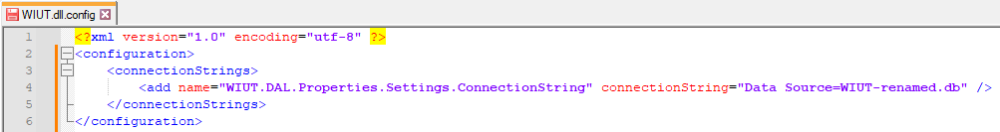 WIUT.dll.config
1 <?xml version="1.0" encoding="utf-8" ?>
2 <configuration>
3 <connectionStrings>
4 <add name="WIUT.DAL.Properties.Settings.ConnectionString" connectionString="Data Source=WIUT-renamed.db" />
5 </connectionStrings>
6 </configuration>